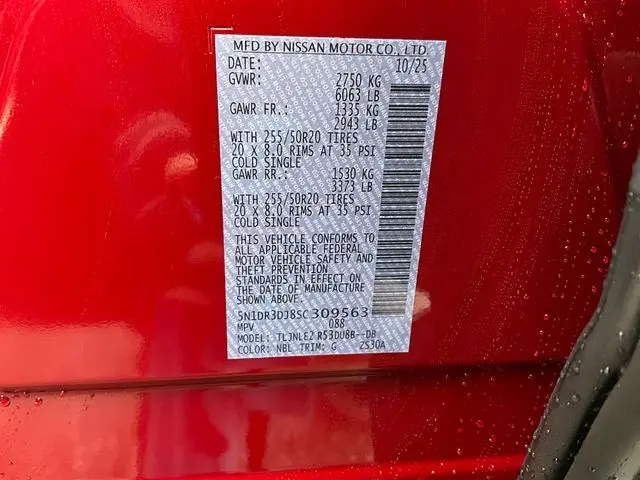 MFD BY NISSAN MOTOR CO., LTD
DATE: 10/25
GVWR: 2750 KG
6063 LB
GAWR FR.: 1335 KG
2943 LB
WITH 255/50R20 TIRES
20 X 8.0 RIMS AT 35 PSI
COLD SINGLE
GAWR RR.: 1530 KG
3373 LB
WITH 255/50R20 TIRES
20 X 8.0 RIMS AT 35 PSI
COLD SINGLE
THIS VEHICLE CONFORMS TO
ALL APPLICABLE FEDERAL
MOTOR VEHICLE SAFETY AND
THEFT PREVENTION
STANDARDS IN EFFECT ON
THE DATE OF MANUFACTURE
SHOWN ABOVE.
5N1DR3DJ8SC309563
MPV 088
MODEL: TLJNLE2 R53DU8B--DB
COLOR: NBL TRIM: G ZS30A